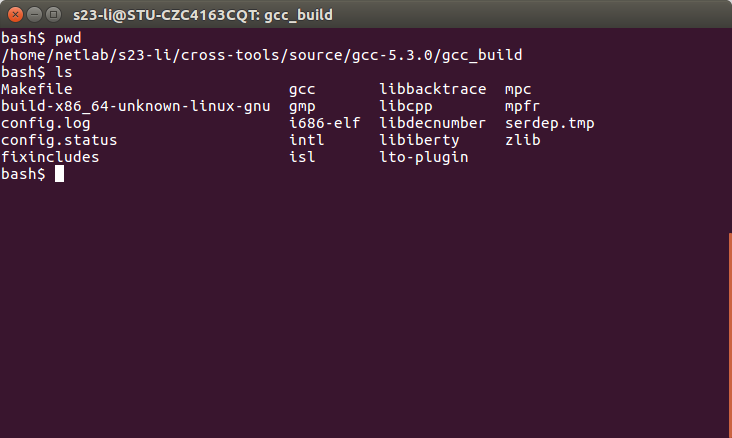 s23-li@STU-CZC4163CQT: gcc_build
bash$ pwd
/home/netlab/s23-li/cross-tools/source/gcc-5.3.0/gcc_build
bash$ ls
Makefile                        gcc       libbacktrace  mpc
build-x86_64-unknown-linux-gnu  gmp       libcpp        mpfr
config.log                      i686-elf  libdecnumber  serdep.tmp
config.status                   intl      libiberty     zlib
fixincludes                     isl       lto-plugin
bash$